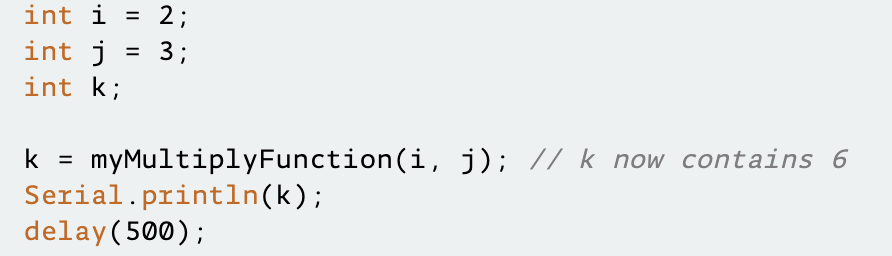 int i = 2;
int j = 3;
int k;

k = myMultiplyFunction(i, j); // k now contains 6
Serial.println(k);
delay(500);